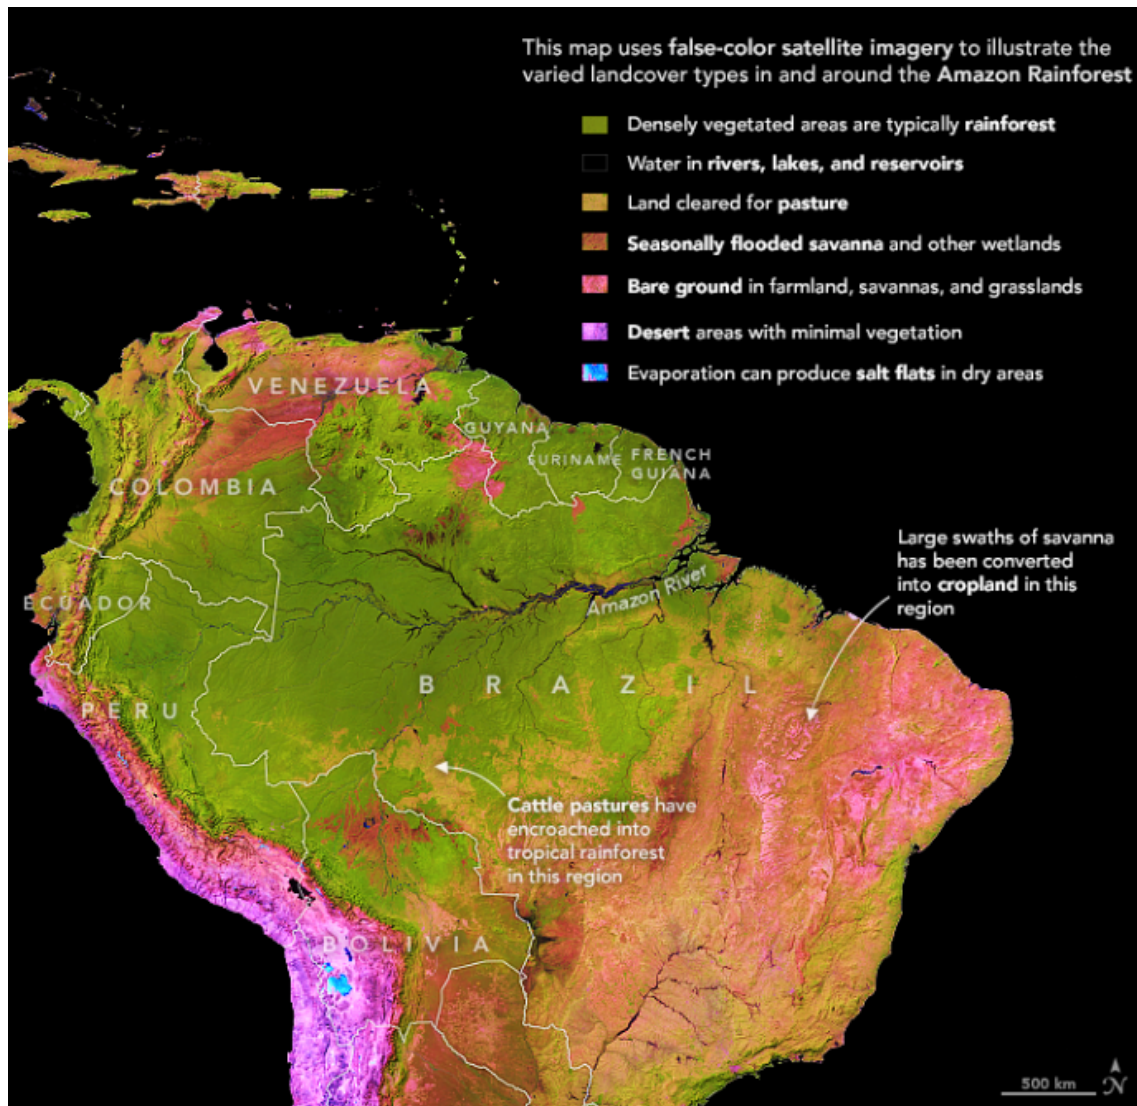 This map uses false-color satellite imagery to illustrate the
varied landcover types in and around the Amazon Rainforest
Densely vegetated areas are typically rainforest
Water in rivers, lakes, and reservoirs
Land cleared for pasture
Seasonally flooded savanna and other wetlands
Bare ground in farmland, savannas, and grasslands
Desert areas with minimal vegetation
Evaporation can produce salt flats in dry areas
VENEZUELA
GUYANA
SURINAME
FRENCH
GUIANA
COLOMBIA
Large swaths of savanna
has been converted
into cropland in this
region
Amazon River
ECUADOR
BRAZIL
PERU
Cattle pastures have
encroached into
tropical rainforest
in this region
BOLIVIA
500 km
N